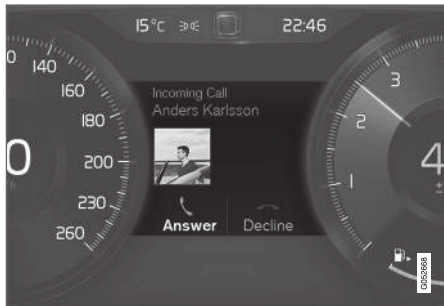 15°C 22:46
0 140 160 180 200 230 260
Incoming Call
Anders Karlsson
Answer Decline
0
3
2
1
4
±
G052668